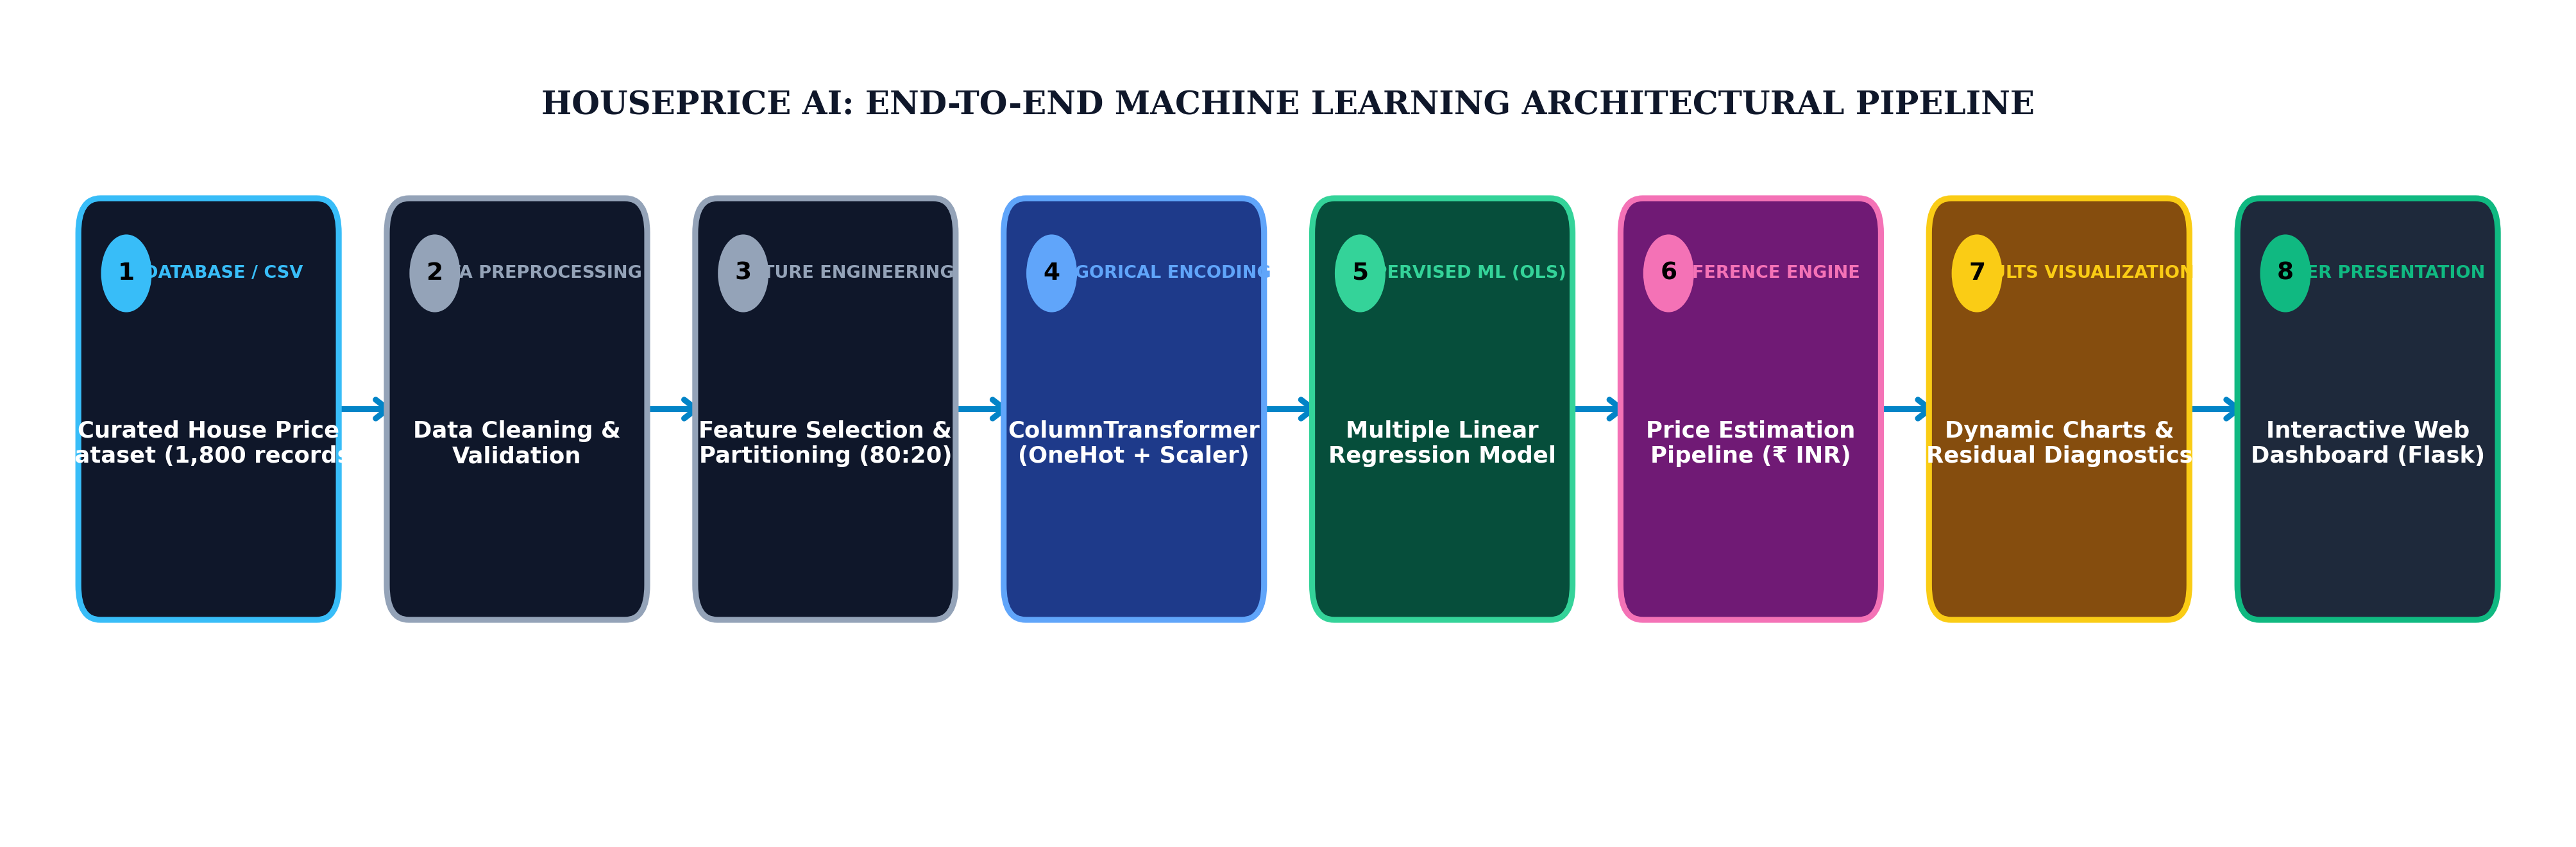 HOUSEPRICE AI: END-TO-END MACHINE LEARNING ARCHITECTURAL PIPELINE
1 DATABASE / CSV
Curated House Price
ataset (1,800 records
2 A PREPROCESSING
Data Cleaning &
Validation
3 TURE ENGINEERING
Feature Selection &
Partitioning (80:20)
4 GORICAL ENCODING
ColumnTransformer
(OneHot + Scaler)
5 ERVISED ML (OLS)
Multiple Linear
Regression Model
6 FERENCE ENGINE
Price Estimation
Pipeline (₹ INR)
7 ULTS VISUALIZATION
Dynamic Charts &
Residual Diagnostics
8 ER PRESENTATION
Interactive Web
Dashboard (Flask)